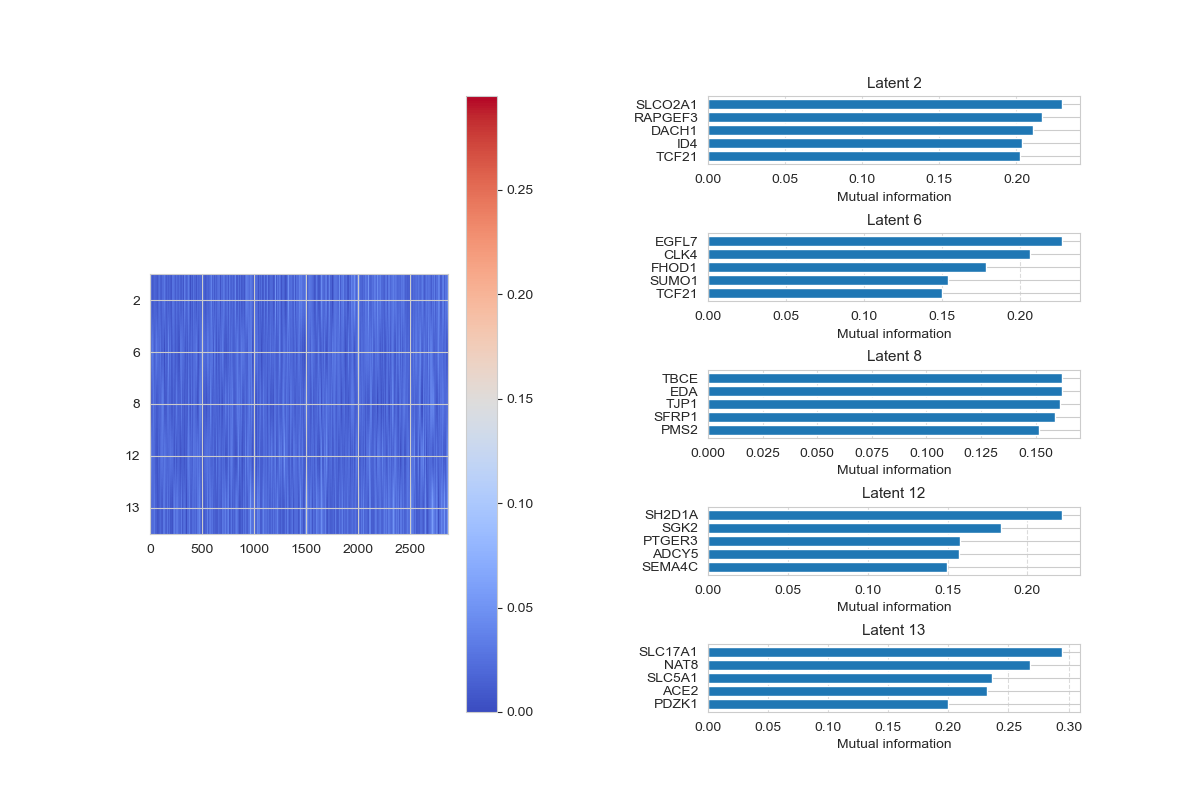 2
6
8
12
13
0 500 1000 1500 2000 2500
0.25
0.20
0.15
0.10
0.05
0.00
Latent 2
SLCO2A1
RAPGEF3
DACH1
ID4
TCF21
0.00 0.05 0.10 0.15 0.20
Mutual information
Latent 6
EGFL7
CLK4
FHOD1
SUMO1
TCF21
0.00 0.05 0.10 0.15 0.20
Mutual information
Latent 8
TBCE
EDA
TJP1
SFRP1
PMS2
0.000 0.025 0.050 0.075 0.100 0.125 0.150
Mutual information
Latent 12
SH2D1A
SGK2
PTGER3
ADCY5
SEMA4C
0.00 0.05 0.10 0.15 0.20
Mutual information
Latent 13
SLC17A1
NAT8
SLC5A1
ACE2
PDZK1
0.00 0.05 0.10 0.15 0.20 0.25 0.30
Mutual information